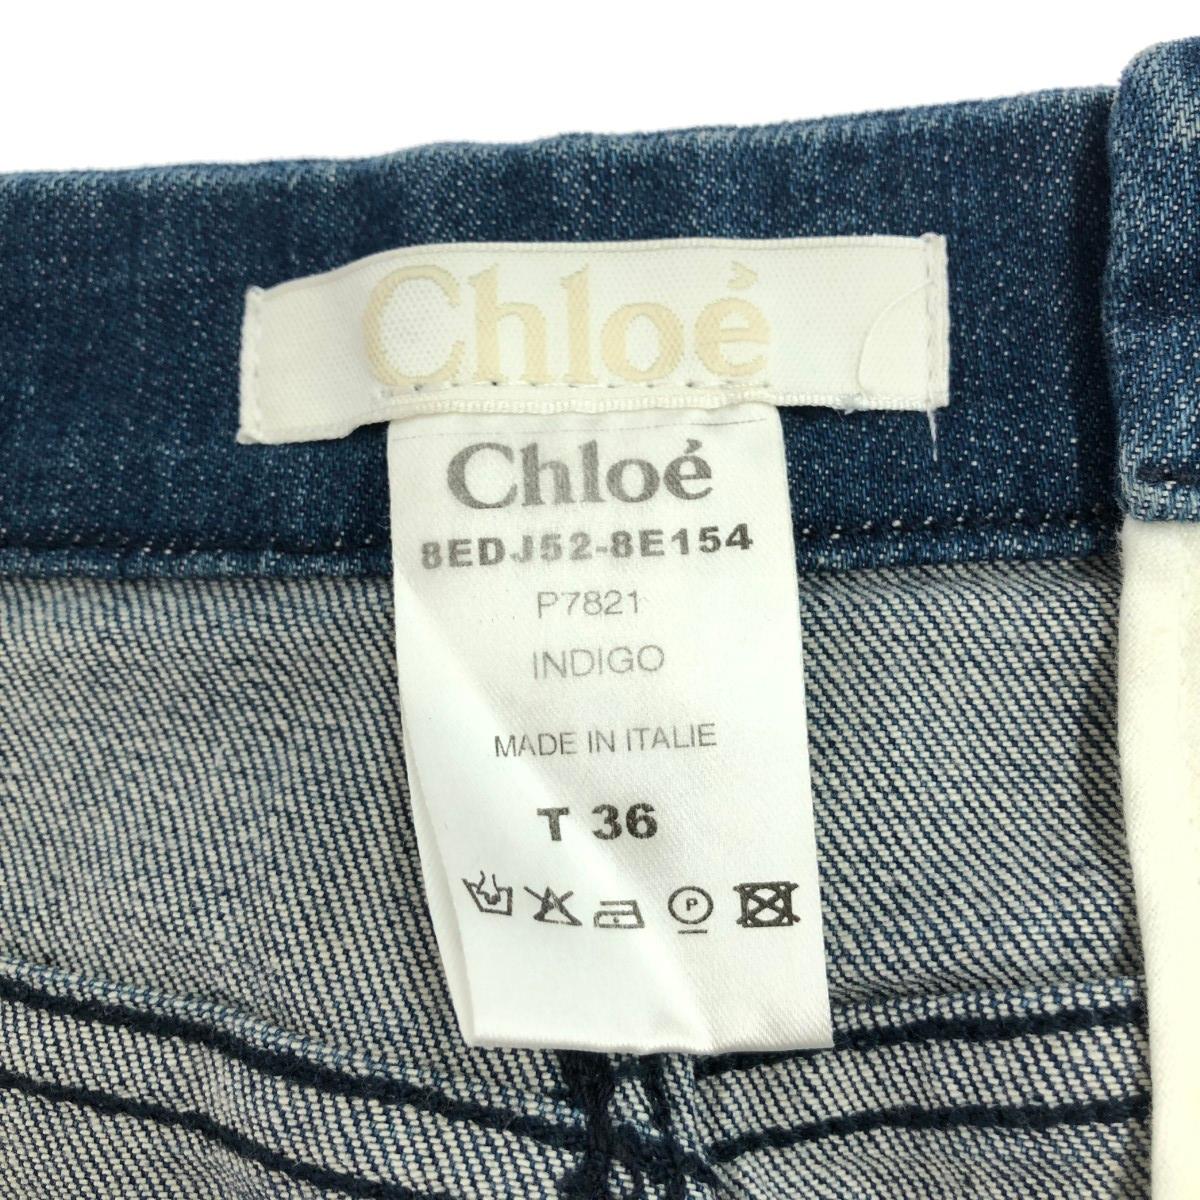 Chloé
Chloé
8EDJ52-8E154
P7821
INDIGO
MADE IN ITALIE
T 36
P